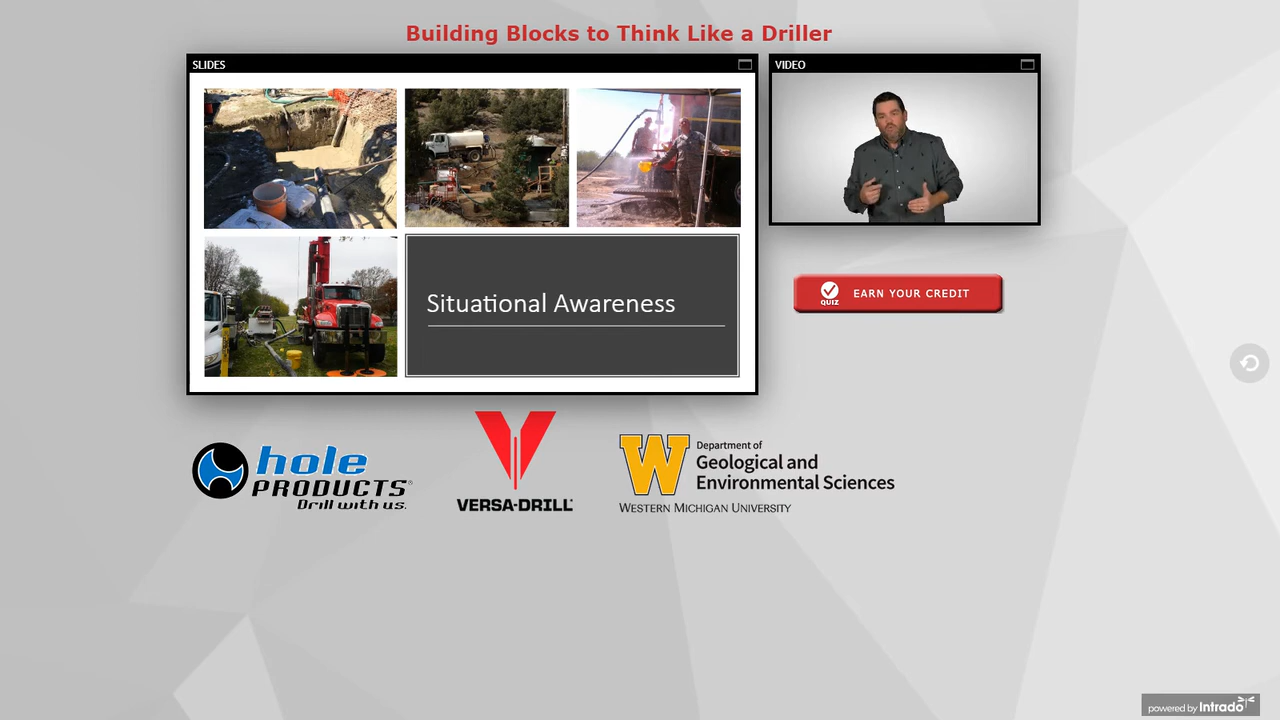 Building Blocks to Think Like a Driller
SLIDES
VIDEO
Situational Awareness
QUIZ
EARN YOUR CREDIT
hole
PRODUCTS®
Drill with us.
VERSA-DRILL®
W
Department of
Geological and
Environmental Sciences
WESTERN MICHIGAN UNIVERSITY
powered by intrado